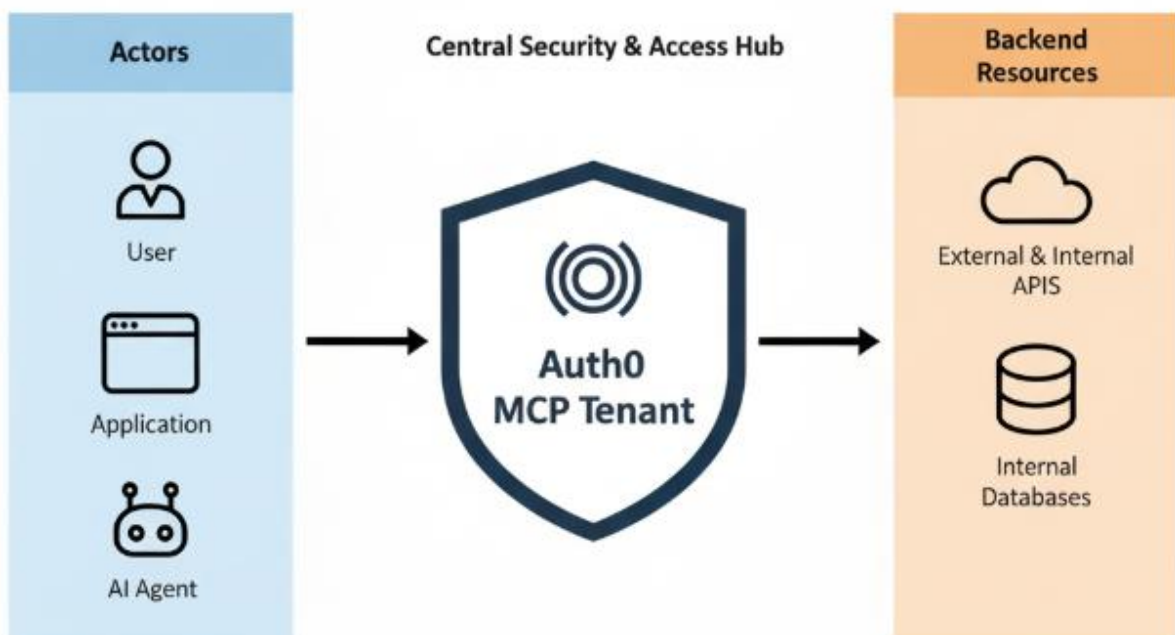 Actors
Central Security & Access Hub
Backend
Resources
User
Application
AI Agent
Auth0
MCP Tenant
External & Internal
APIS
Internal
Databases